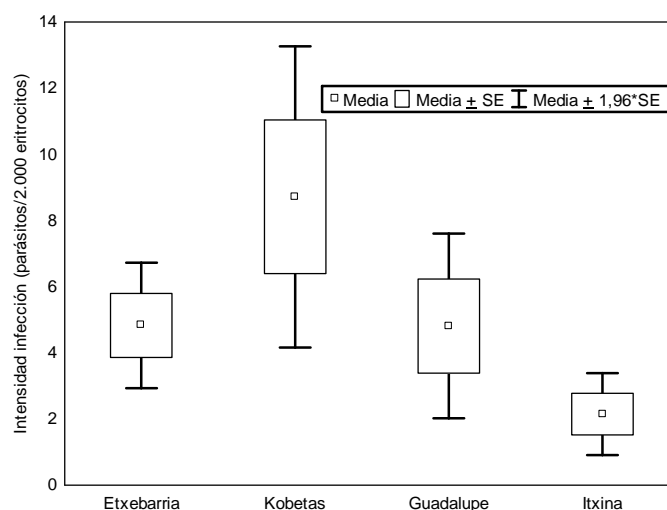 Intensidad infección (parásitos/2.000 eritrocitos)
14
12
10
8
6
4
2
0
Media Media ± SE Media ± 1,96*SE
Etxebarria Kobetas Guadalupe Itxina